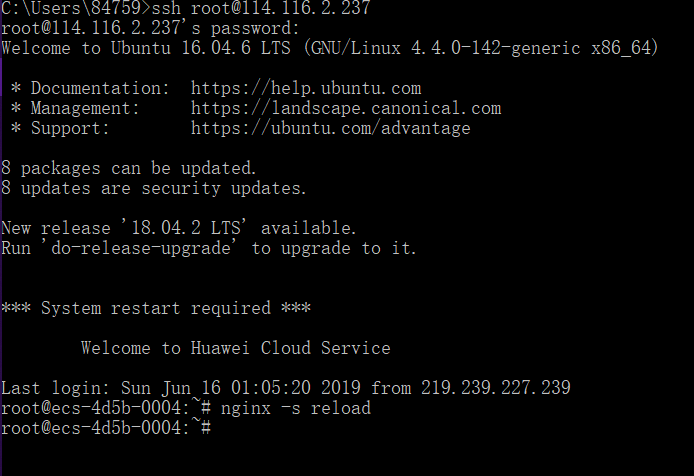 C:\Users\84759>ssh root@114.116.2.237
root@114.116.2.237's password:
Welcome to Ubuntu 16.04.6 LTS (GNU/Linux 4.4.0-142-generic x86_64)
* Documentation:  https://help.ubuntu.com
* Management:     https://landscape.canonical.com
* Support:        https://ubuntu.com/advantage
8 packages can be updated.
8 updates are security updates.
New release '18.04.2 LTS' available.
Run 'do-release-upgrade' to upgrade to it.
*** System restart required ***
Welcome to Huawei Cloud Service
Last login: Sun Jun 16 01:05:20 2019 from 219.239.227.239
root@ecs-4d5b-0004:~# nginx -s reload
root@ecs-4d5b-0004:~#